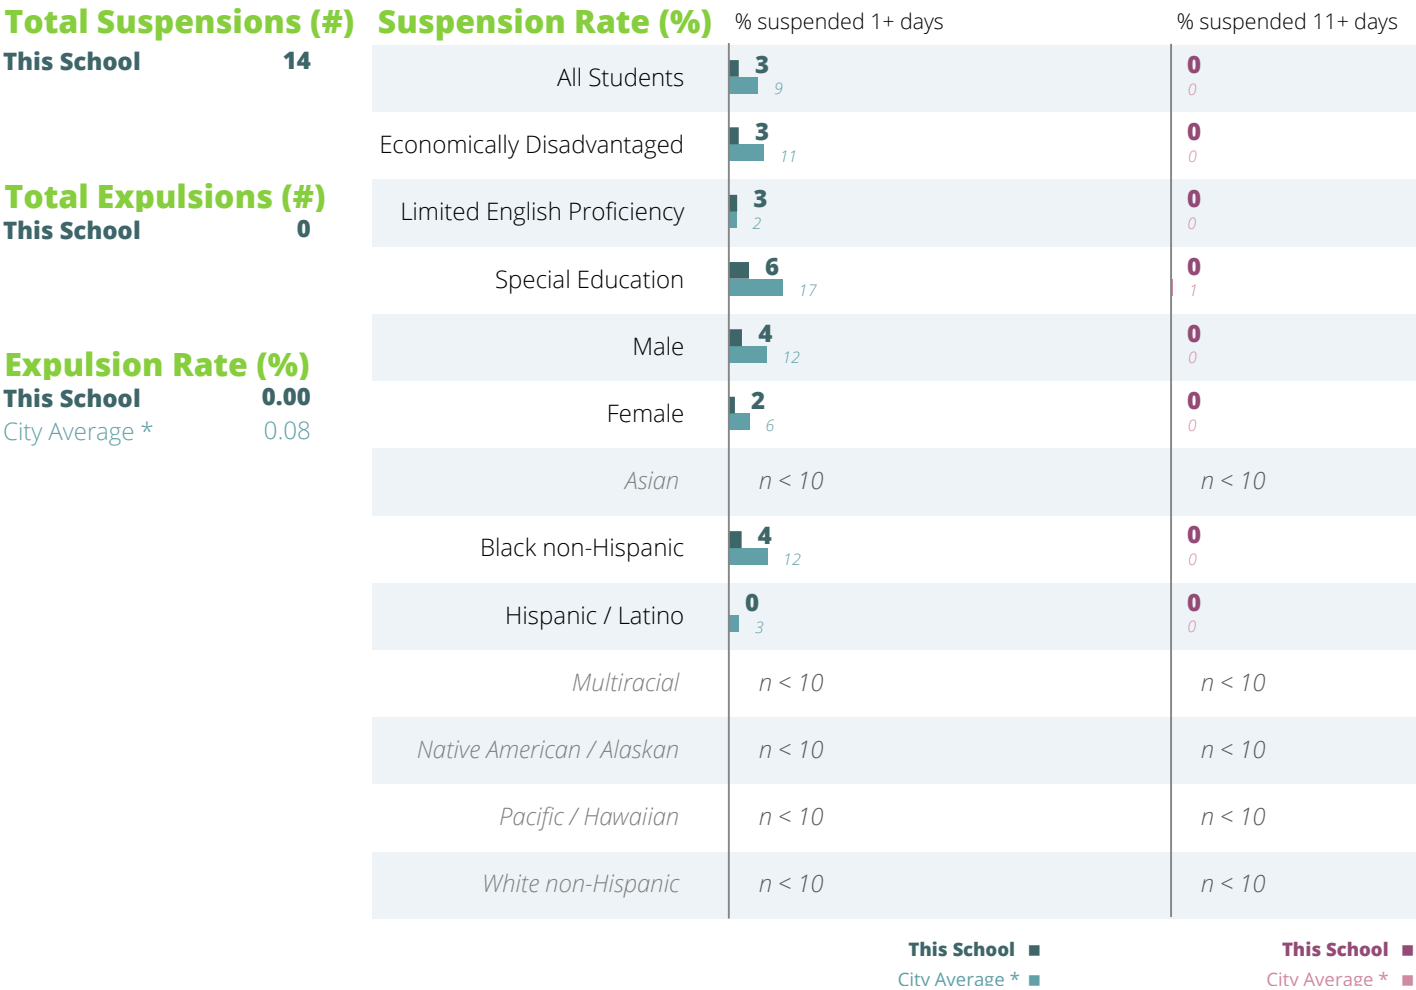 Total Suspensions (#) Suspension Rate (%) % suspended 1+ days % suspended 11+ days
This School 14
All Students 3 0
9 0
Economically Disadvantaged 3 0
11 0
Total Expulsions (#)
This School 0
Limited English Proficiency 3 0
2 0
Special Education 6 0
17 1
Male 4 0
12 0
Expulsion Rate (%)
This School 0.00
City Average * 0.08
Female 2 0
6 0
Asian n < 10 n < 10
Black non-Hispanic 4 0
12 0
Hispanic / Latino 0 0
3 0
Multiracial n < 10 n < 10
Native American / Alaskan n < 10 n < 10
Pacific / Hawaiian n < 10 n < 10
White non-Hispanic n < 10 n < 10
This School This School
City Average * City Average *